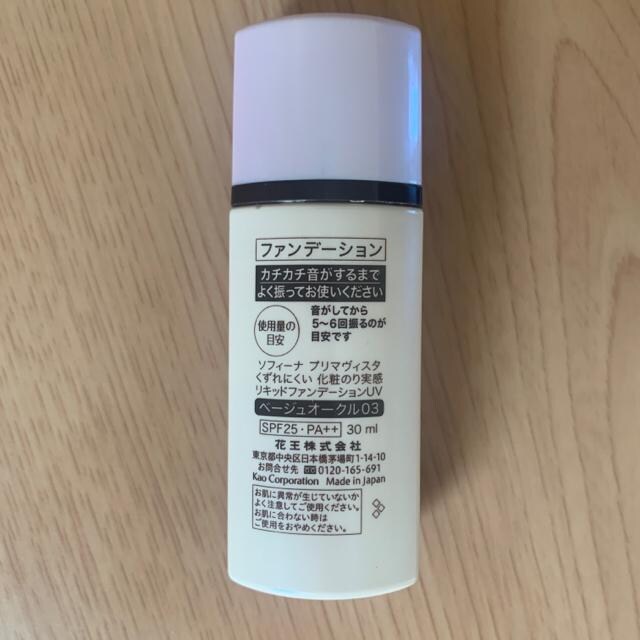 ファンデーション
カチカチ音がするまで
よく振ってお使いください
使用量の
目安
音がしてから
5〜6回振るのが
目安です
ソフィーナ プリマヴィスタ
くずれにくい 化粧のり実感
リキッドファンデーションUV
ベージュオークル03
SPF25・PA++ 30 ml
花王株式会社
東京都中央区日本橋茅場町1-14-10
お問合せ先 0120-165-691
Kao Corporation Made in Japan
お肌に異常が生じていないか
よく注意してご使用ください。
お肌に合わない時は
ご使用をおやめください。